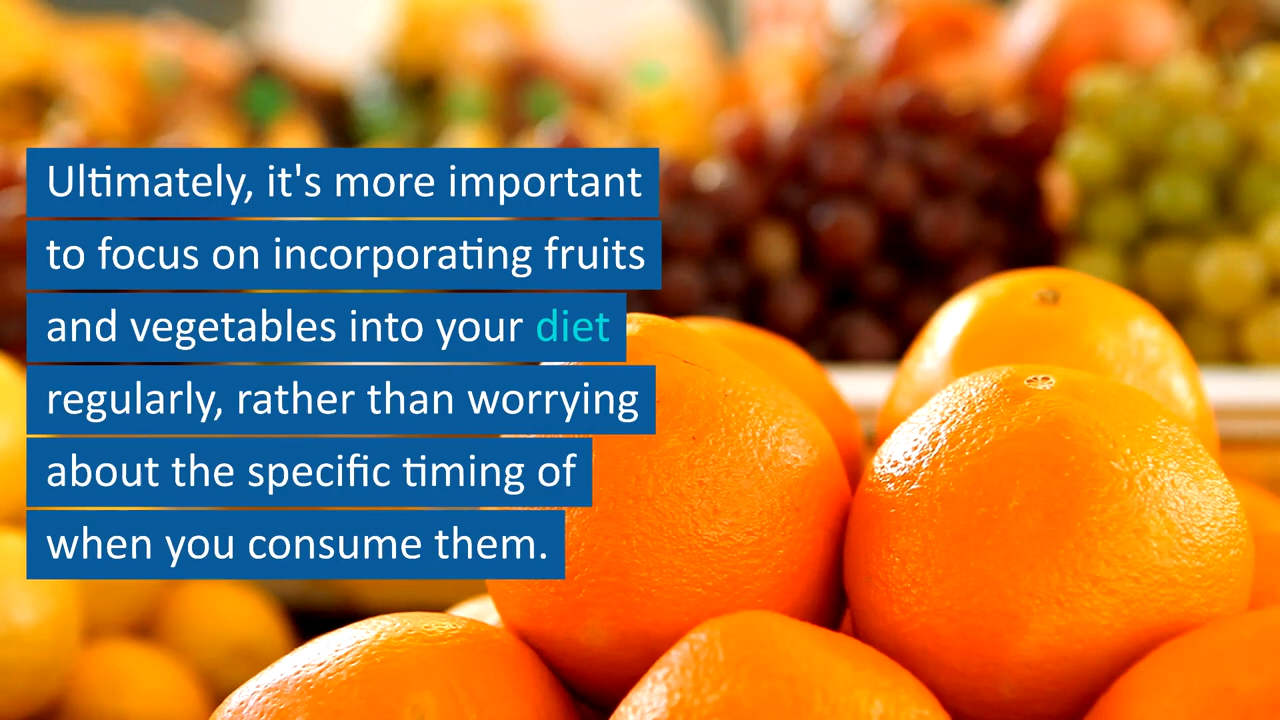 Ultimately, it's more important
to focus on incorporating fruits
and vegetables into your diet
regularly, rather than worrying
about the specific timing of
when you consume them.